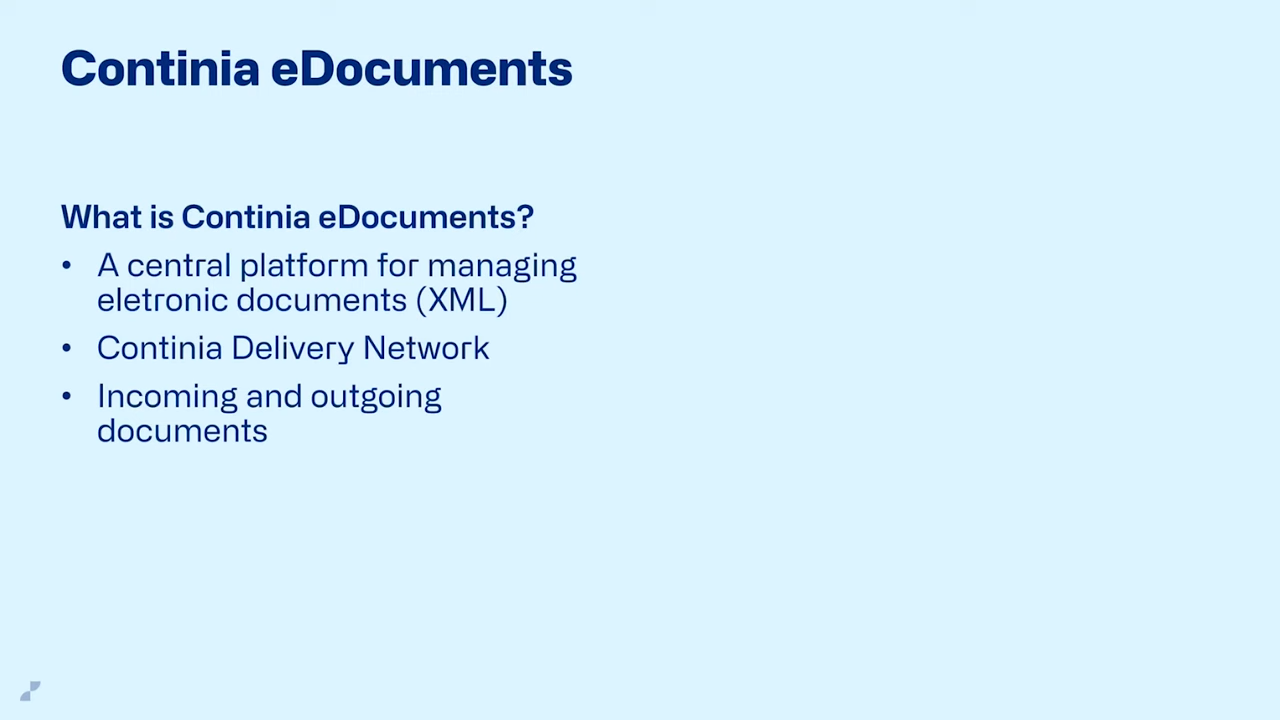 Continia eDocuments
What is Continia eDocuments?
• A central platform for managing
eletronic documents (XML)
• Continia Delivery Network
• Incoming and outgoing
documents